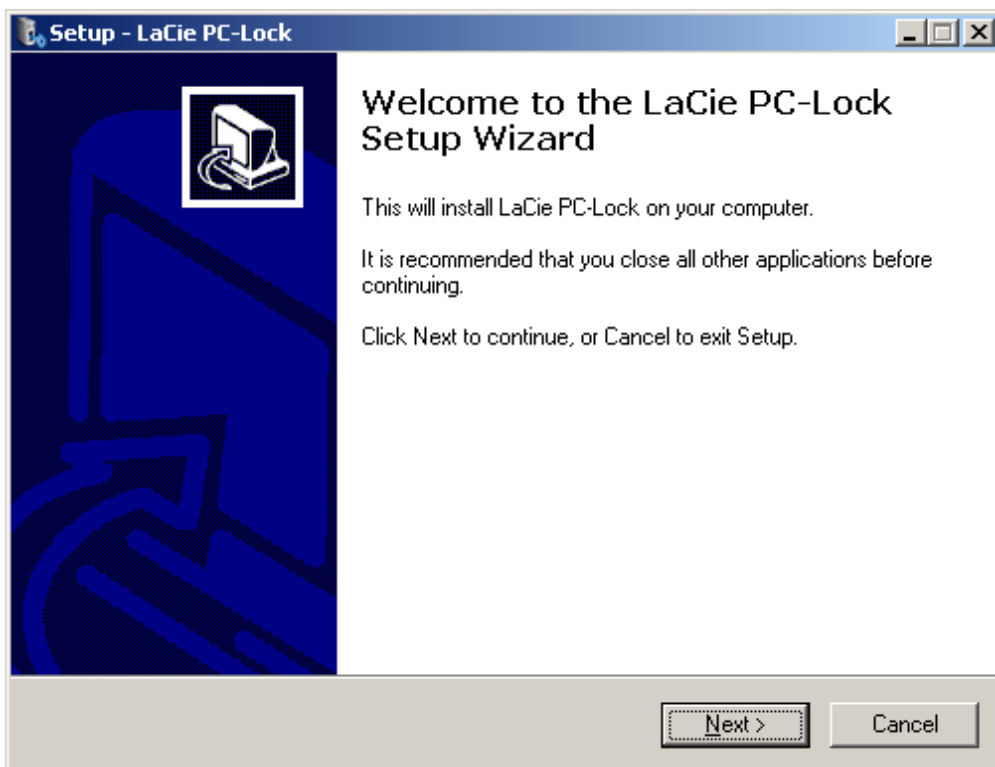 Setup - LaCie PC-Lock
Welcome to the LaCie PC-Lock
Setup Wizard
This will install LaCie PC-Lock on your computer.
It is recommended that you close all other applications before
continuing.
Click Next to continue, or Cancel to exit Setup.
Next >
Cancel